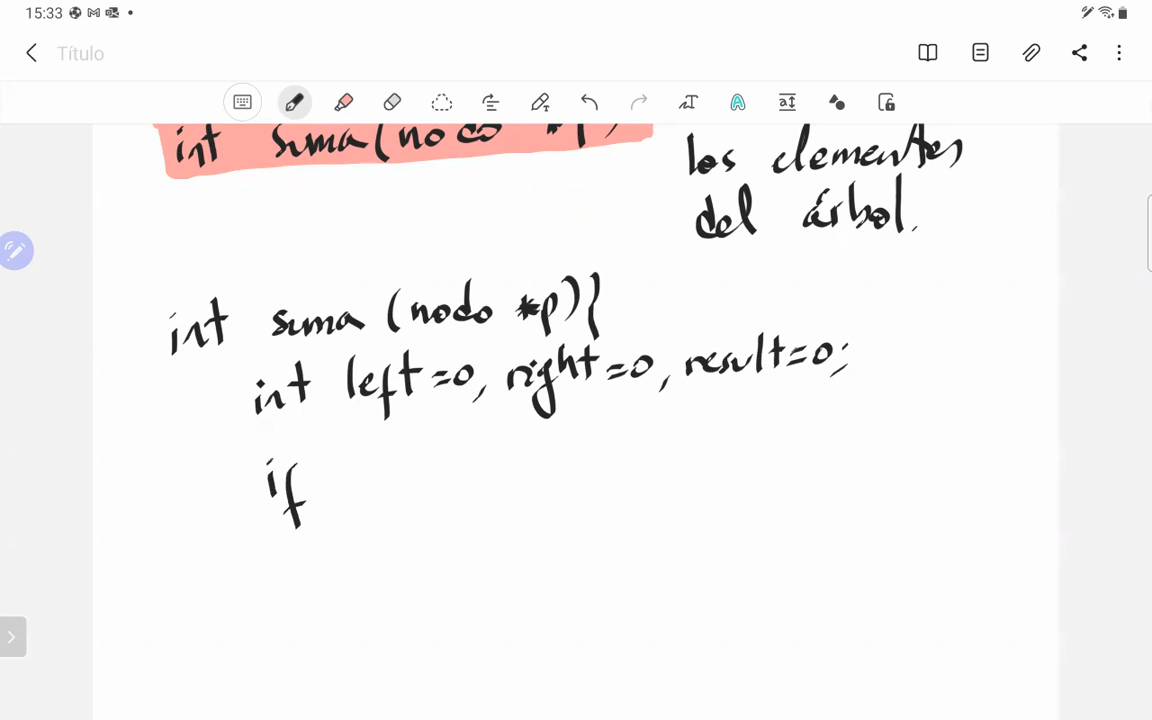 15:33
Título
int suma(nodo *p)
los elementos
del árbol.
int suma (nodo *p){
int left=0, right=0, result=0;
if